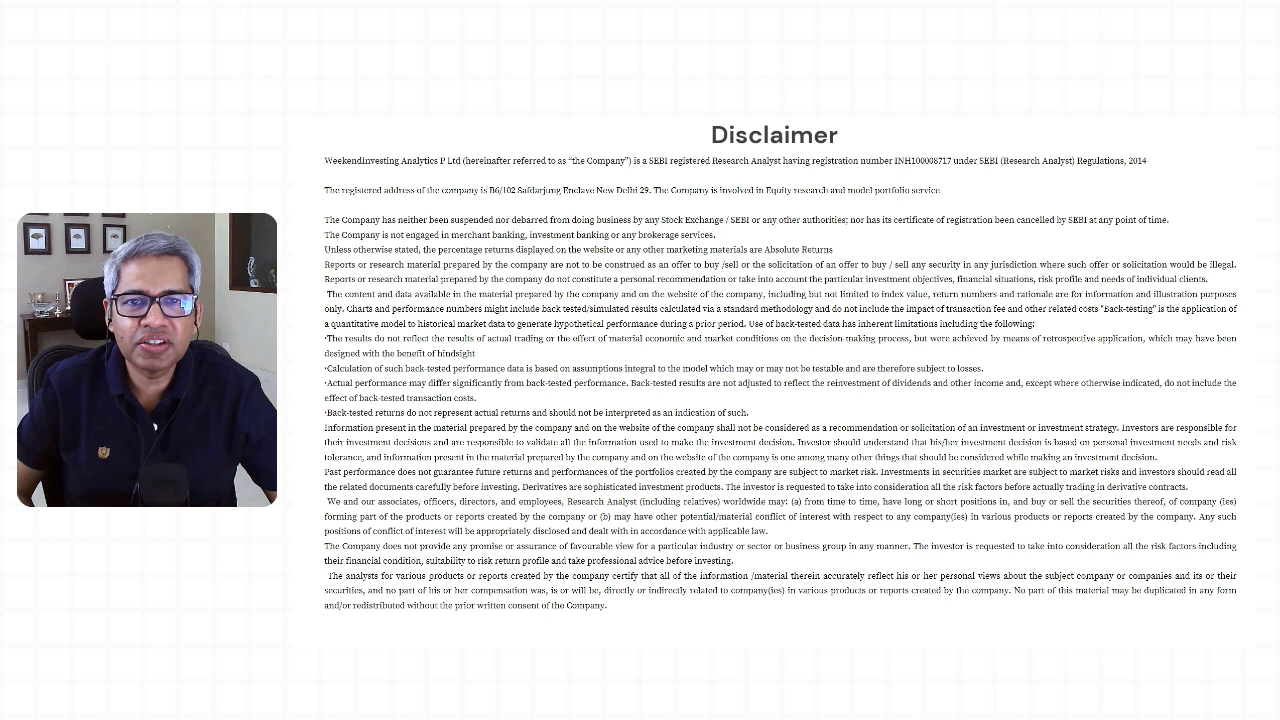 Disclaimer
WeekendInvesting Analytics P Ltd (hereinafter referred to as “the Company”) is a SEBI registered Research Analyst having registration number INH100008717 under SEBI (Research Analyst) Regulations, 2014
The registered address of the company is B6/102 Safdarjung Enclave New Delhi 29. The Company is involved in Equity research and model portfolio service
The Company has neither been suspended nor debarred from doing business by any Stock Exchange / SEBI or any other authorities; nor has its certificate of registration been cancelled by SEBI at any point of time.
The Company is not engaged in merchant banking, investment banking or any brokerage services.
Unless otherwise stated, the percentage returns displayed on the website or any other marketing materials are Absolute Returns
Reports or research material prepared by the company are not to be construed as an offer to buy /sell or the solicitation of an offer to buy / sell any security in any jurisdiction where such offer or solicitation would be illegal.
Reports or research material prepared by the company do not constitute a personal recommendation or take into account the particular investment objectives, financial situations, risk profile and needs of individual clients.
The content and data available in the material prepared by the company and on the website of the company, including but not limited to index value, return numbers and rationale are for information and illustration purposes
only. Charts and performance numbers might include back tested/simulated results calculated via a standard methodology and do not include the impact of transaction fee and other related costs "Back-testing" is the application of
a quantitative model to historical market data to generate hypothetical performance during a prior period. Use of back-tested data has inherent limitations including the following:
·The results do not reflect the results of actual trading or the effect of material economic and market conditions on the decision-making process, but were achieved by means of retrospective application, which may have been
designed with the benefit of hindsight
·Calculation of such back-tested performance data is based on assumptions integral to the model which may or may not be testable and are therefore subject to losses.
·Actual performance may differ significantly from back-tested performance. Back-tested results are not adjusted to reflect the reinvestment of dividends and other income and, except where otherwise indicated, do not include the
effect of back-tested transaction costs.
·Back-tested returns do not represent actual returns and should not be interpreted as an indication of such.
Information present in the material prepared by the company and on the website of the company shall not be considered as a recommendation or solicitation of an investment or investment strategy. Investors are responsible for
their investment decisions and are responsible to validate all the information used to make the investment decision. Investor should understand that his/her investment decision is based on personal investment needs and risk
tolerance, and information present in the material prepared by the company and on the website of the company is one among many other things that should be considered while making an investment decision.
Past performance does not guarantee future returns and performances of the portfolios created by the company are subject to market risk. Investments in securities market are subject to market risks and investors should read all
the related documents carefully before investing. Derivatives are sophisticated investment products. The investor is requested to take into consideration all the risk factors before actually trading in derivative contracts.
We and our associates, officers, directors, and employees, Research Analyst (including relatives) worldwide may: (a) from time to time, have long or short positions in, and buy or sell the securities thereof, of company (ies)
forming part of the products or reports created by the company or (b) may have other potential/material conflict of interest with respect to any company(ies) in various products or reports created by the company. Any such
positions of conflict of interest will be appropriately disclosed and dealt with in accordance with applicable law.
The Company does not provide any promise or assurance of favourable view for a particular industry or sector or business group in any manner. The investor is requested to take into consideration all the risk factors including
their financial condition, suitability to risk return profile and take professional advice before investing.
The analysts for various products or reports created by the company certify that all of the information /material therein accurately reflect his or her personal views about the subject company or companies and its or their
securities, and no part of his or her compensation was, is or will be, directly or indirectly related to company(ies) in various products or reports created by the company. No part of this material may be duplicated in any form
and/or redistributed without the prior written consent of the Company.